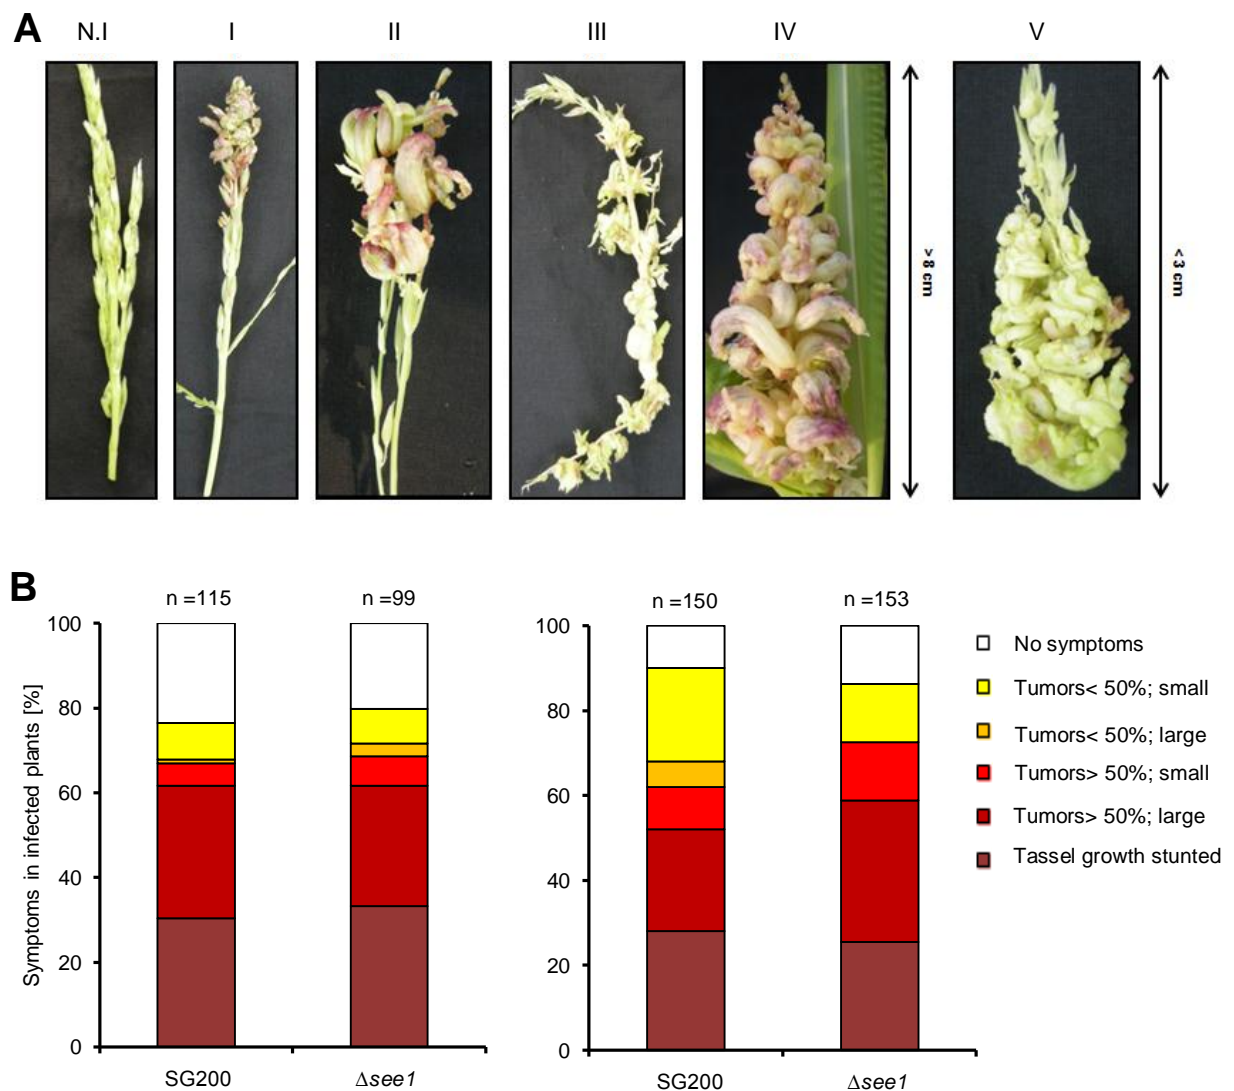 A
N.I I II III IV V
> 8 cm
< 3 cm
B
n =115 n =99
n =150 n =153
Symptoms in infected plants [%]
100
80
60
40
20
0
SG200 Δsee1
100
80
60
40
20
0
SG200 Δsee1
No symptoms
Tumors< 50%; small
Tumors< 50%; large
Tumors> 50%; small
Tumors> 50%; large
Tassel growth stunted